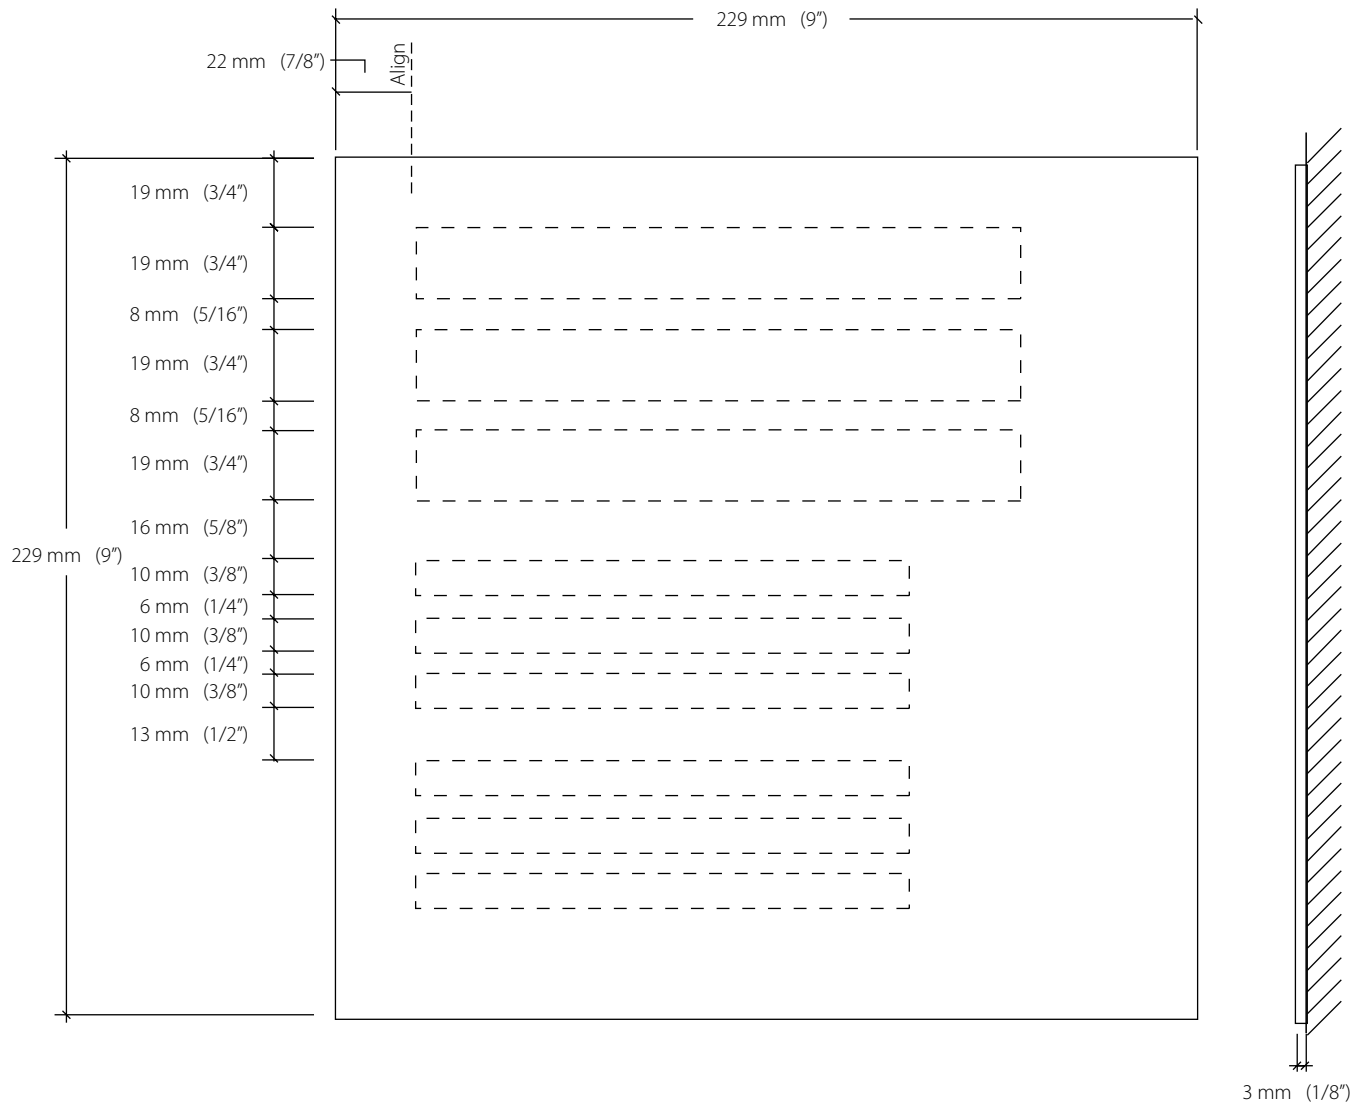 229 mm (9″)
22 mm (7/8″)
Align
19 mm (3/4″)
19 mm (3/4″)
8 mm (5/16″)
19 mm (3/4″)
8 mm (5/16″)
19 mm (3/4″)
16 mm (5/8″)
229 mm (9″)
10 mm (3/8″)
6 mm (1/4″)
10 mm (3/8″)
6 mm (1/4″)
10 mm (3/8″)
13 mm (1/2″)
3 mm (1/8″)